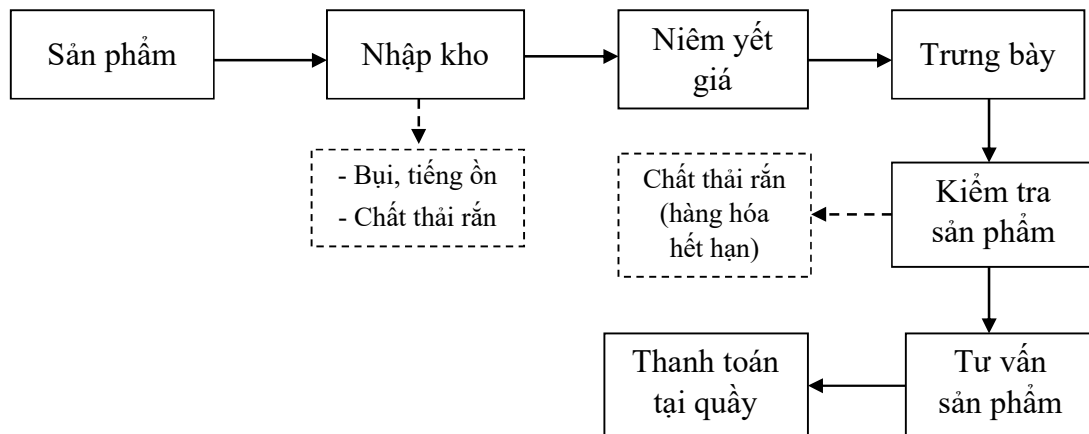 Sản phẩm
Nhập kho
Niêm yết
giá
Trưng bày
- Bụi, tiếng ồn
- Chất thải rắn
Chất thải rắn
(hàng hóa
hết hạn)
Kiểm tra
sản phẩm
Thanh toán
tại quầy
Tư vấn
sản phẩm